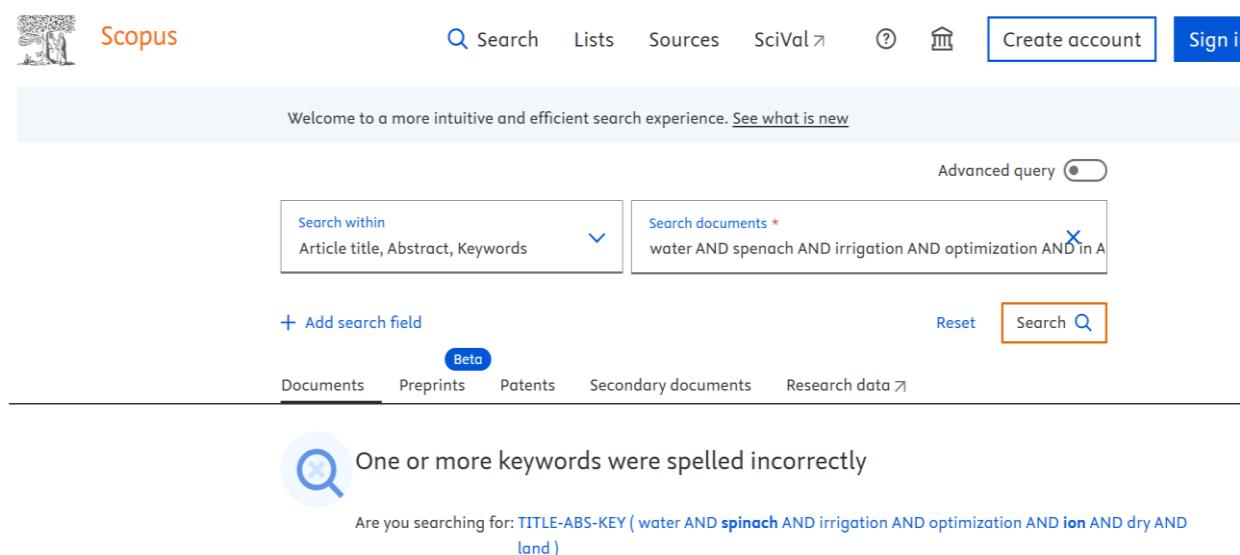 Scopus
Search Lists Sources SciVal Create account Sign i
Welcome to a more intuitive and efficient search experience. See what is new
Advanced query
Search within
Article title, Abstract, Keywords
Search documents *
water AND spenach AND irrigation AND optimization AND in A
+ Add search field
Reset Search
Beta
Documents Preprints Patents Secondary documents Research data
One or more keywords were spelled incorrectly
Are you searching for: TITLE-ABS-KEY ( water AND spinach AND irrigation AND optimization AND ion AND dry AND
land )